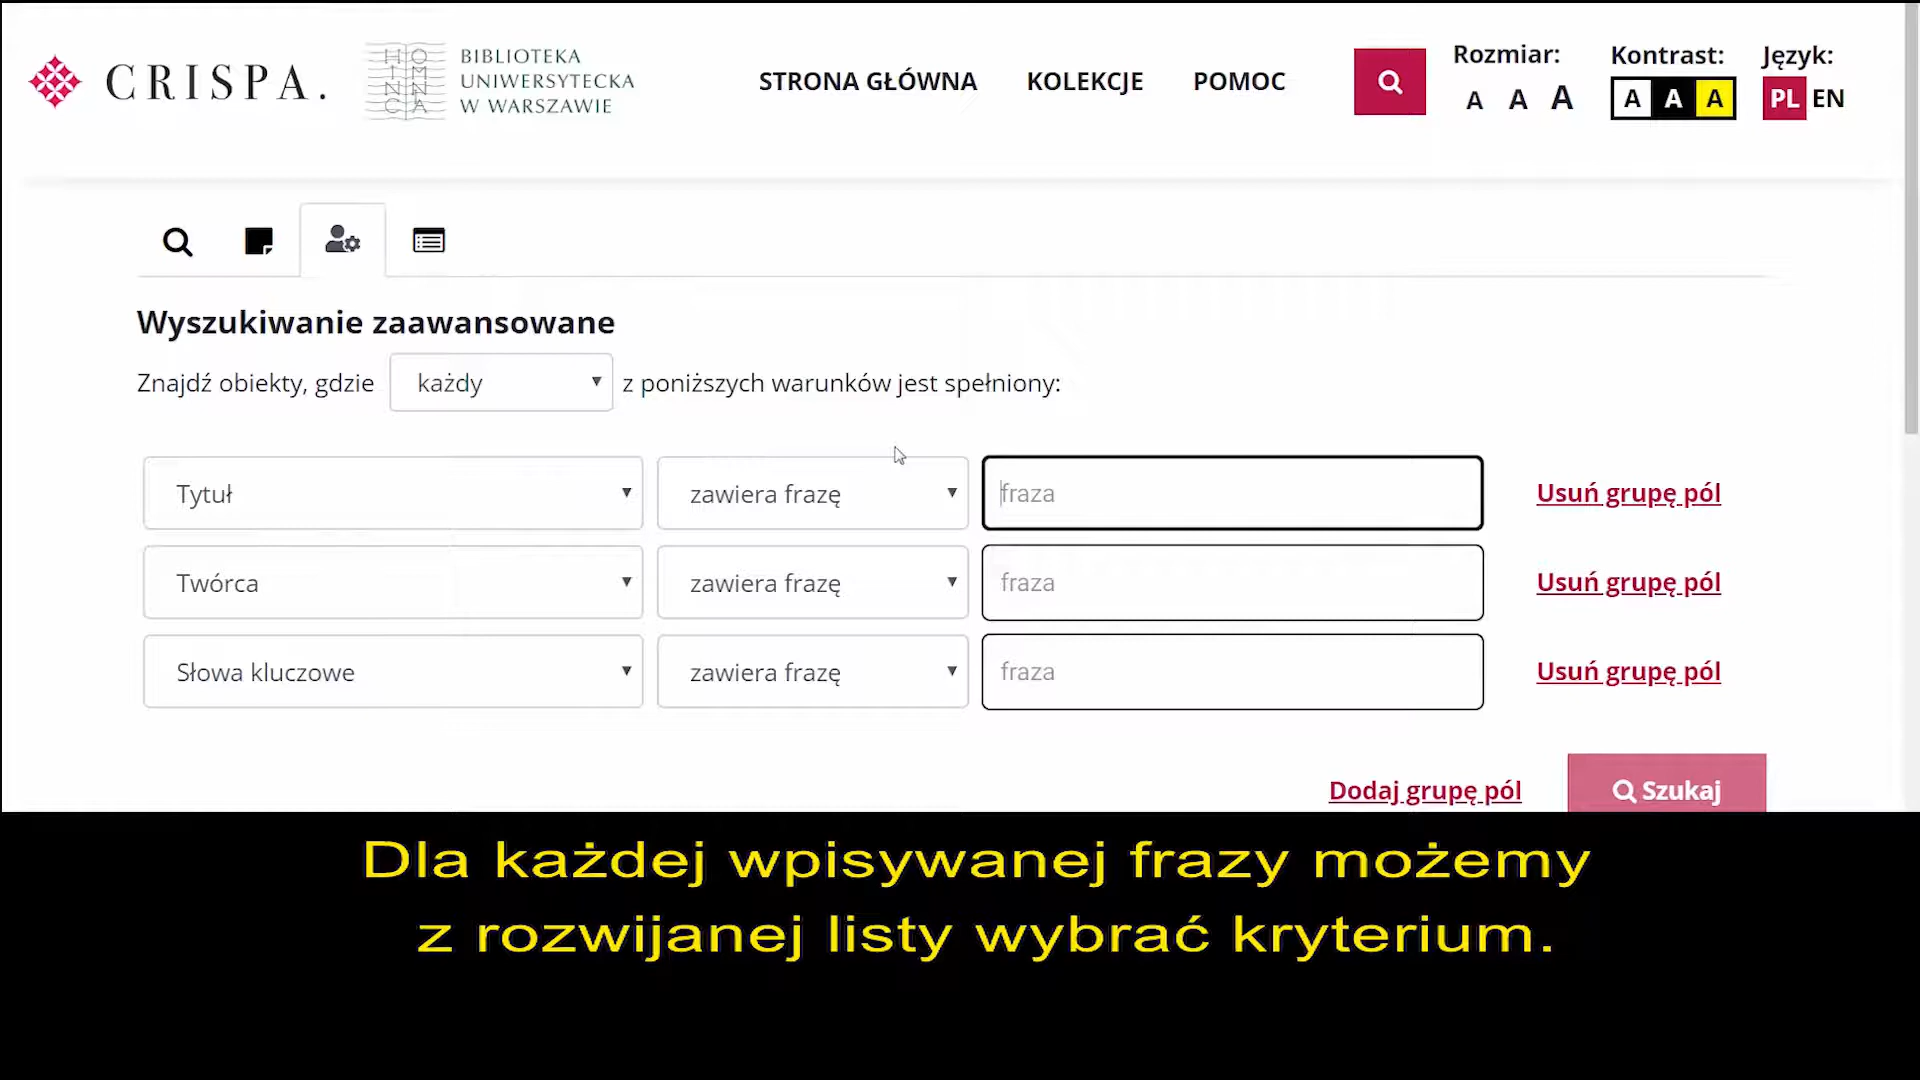 CRISPA.
HOMINC OMNA
BIBLIOTEKA
UNIWERSYTECKA
W WARSZAWIE
STRONA GŁÓWNA
KOLEKCJE
POMOC
Rozmiar:
A A A
Kontrast:
A A A
Język:
PL EN
Wyszukiwanie zaawansowane
Znajdź obiekty, gdzie każdy z poniższych warunków jest spełniony:
Tytuł zawiera frazę fraza Usuń grupę pól
Twórca zawiera frazę fraza Usuń grupę pól
Słowa kluczowe zawiera frazę fraza Usuń grupę pól
Dodaj grupę pól Szukaj
Dla każdej wpisywanej frazy możemy
z rozwijanej listy wybrać kryterium.